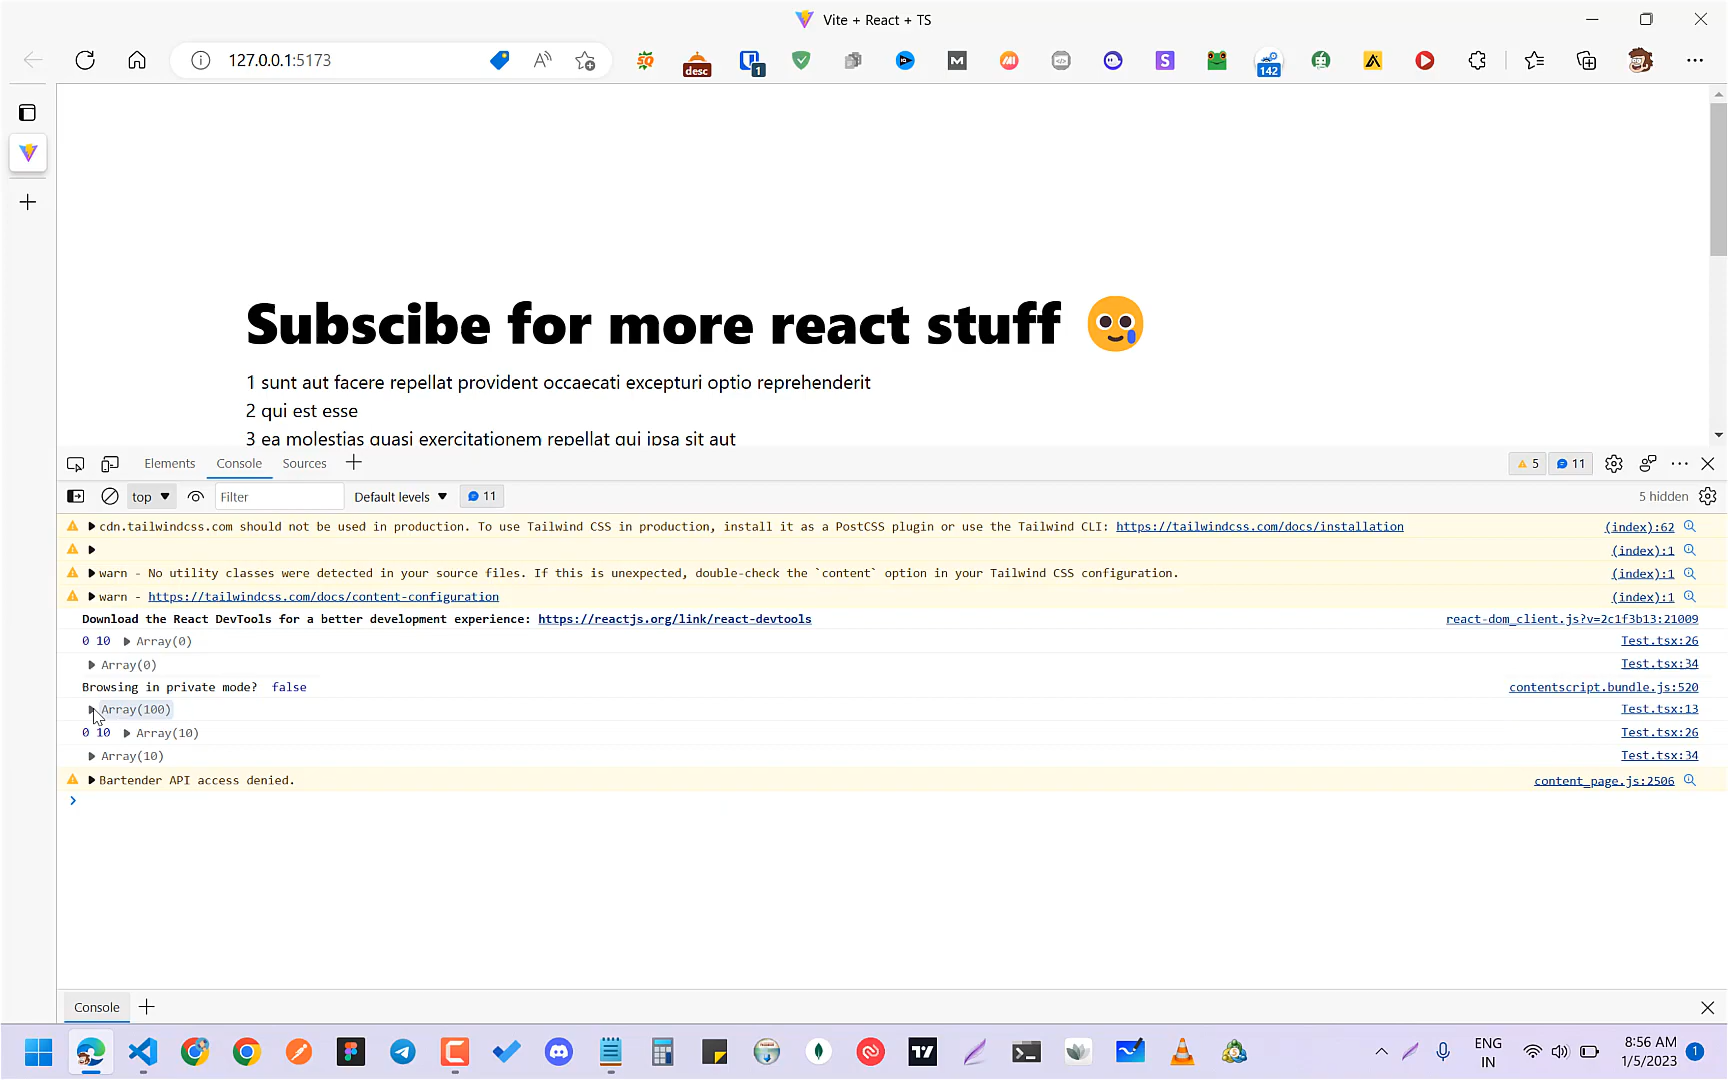 Vite + React + TS
127.0.0.1:5173
desc
1
142
Subscibe for more react stuff 🥲
1 sunt aut facere repellat provident occaecati excepturi optio reprehenderit
2 qui est esse
3 ea molestias quasi exercitationem repellat qui ipsa sit aut
Elements Console Sources
5 11
top Filter Default levels 11 5 hidden
cdn.tailwindcss.com should not be used in production. To use Tailwind CSS in production, install it as a PostCSS plugin or use the Tailwind CLI: https://tailwindcss.com/docs/installation (index):62
(index):1
warn - No utility classes were detected in your source files. If this is unexpected, double-check the `content` option in your Tailwind CSS configuration. (index):1
warn - https://tailwindcss.com/docs/content-configuration (index):1
Download the React DevTools for a better development experience: https://reactjs.org/link/react-devtools react-dom_client.js?v=2c1f3b13:21009
0 10 Array(0) Test.tsx:26
Array(0) Test.tsx:34
Browsing in private mode? false contentscript.bundle.js:520
Array(100) Test.tsx:13
0 10 Array(10) Test.tsx:26
Array(10) Test.tsx:34
Bartender API access denied. content_page.js:2506
Console
ENG
IN
8:56 AM
1/5/2023
1